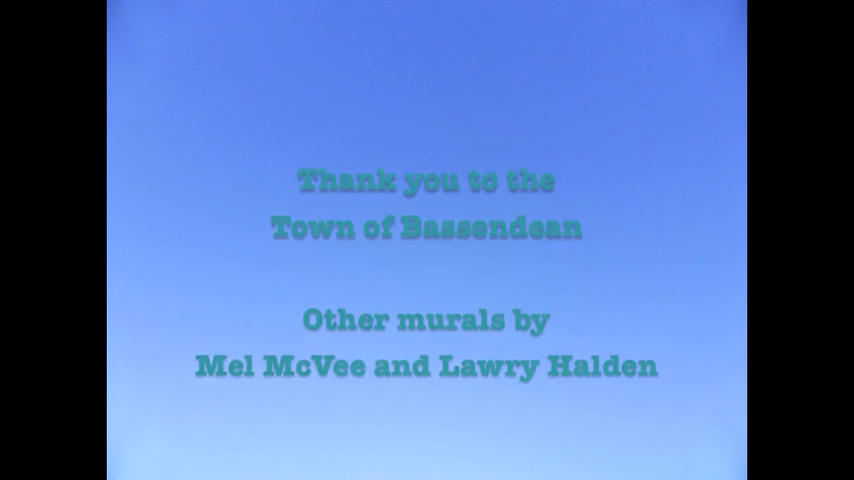 Thank you to the
Town of Bassendean
Other murals by
Mel McVee and Lawry Halden